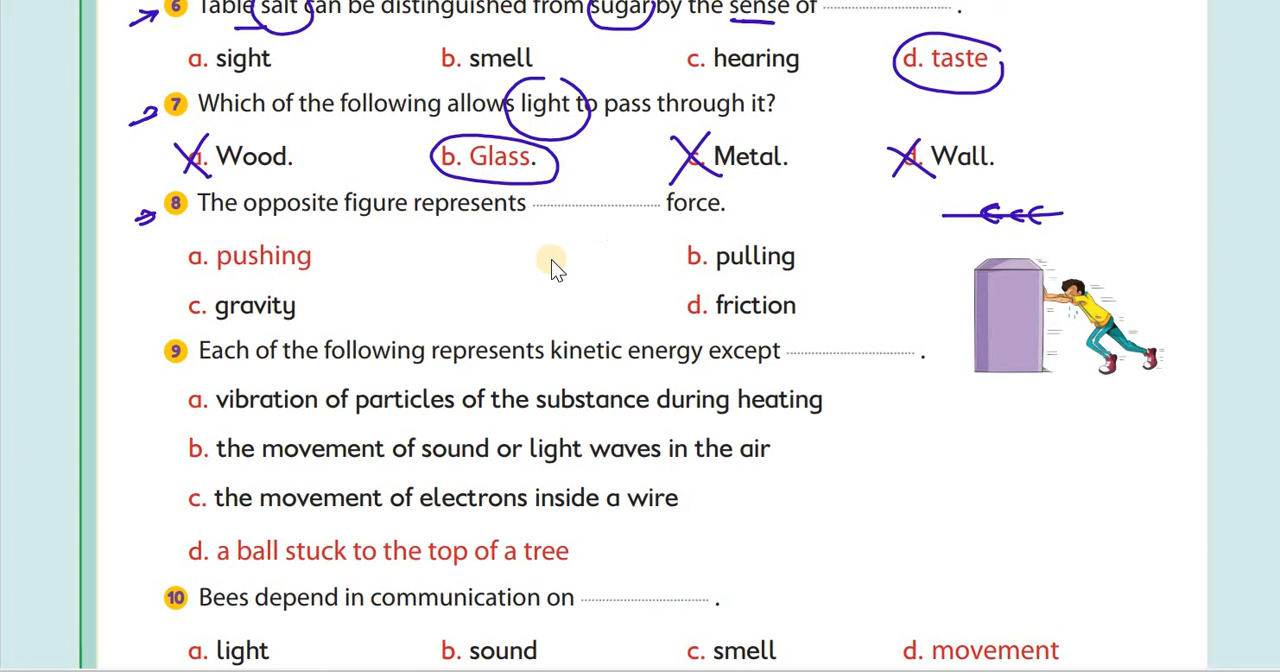 6 Table salt can be distinguished from sugar by the sense of .................................. .
a. sight b. smell c. hearing d. taste
7 Which of the following allows light to pass through it?
a. Wood. b. Glass. c. Metal. d. Wall.
8 The opposite figure represents .................................. force.
a. pushing b. pulling
c. gravity d. friction
9 Each of the following represents kinetic energy except .................................. .
a. vibration of particles of the substance during heating
b. the movement of sound or light waves in the air
c. the movement of electrons inside a wire
d. a ball stuck to the top of a tree
10 Bees depend in communication on .................................. .
a. light b. sound c. smell d. movement